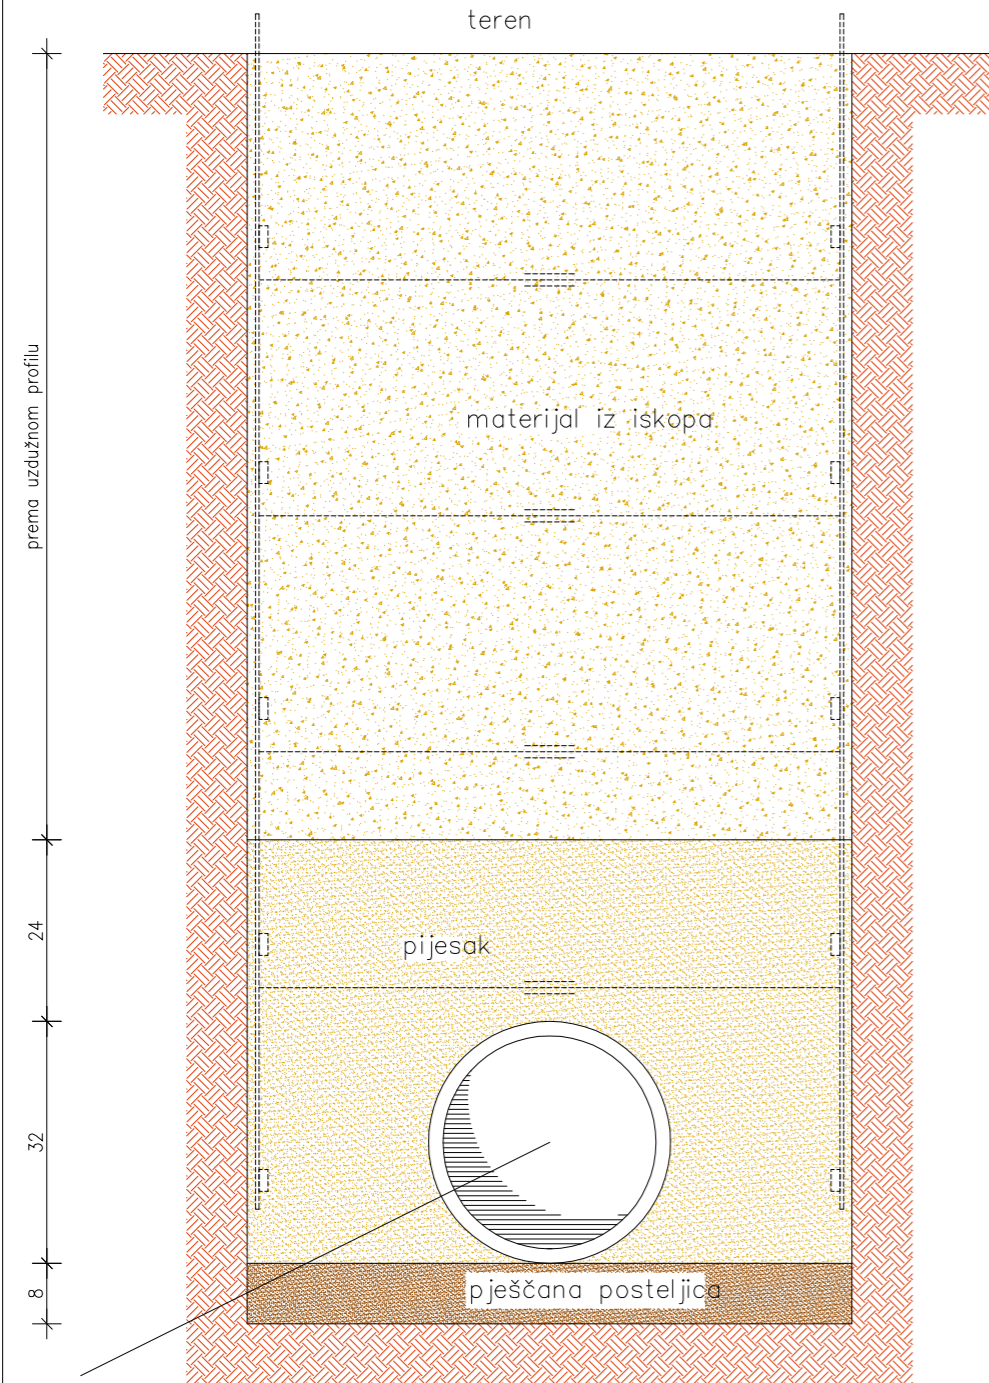 teren
prema uzdužnom profilu
materijal iz iskopa
24
pijesak
32
8
pješčana posteljica